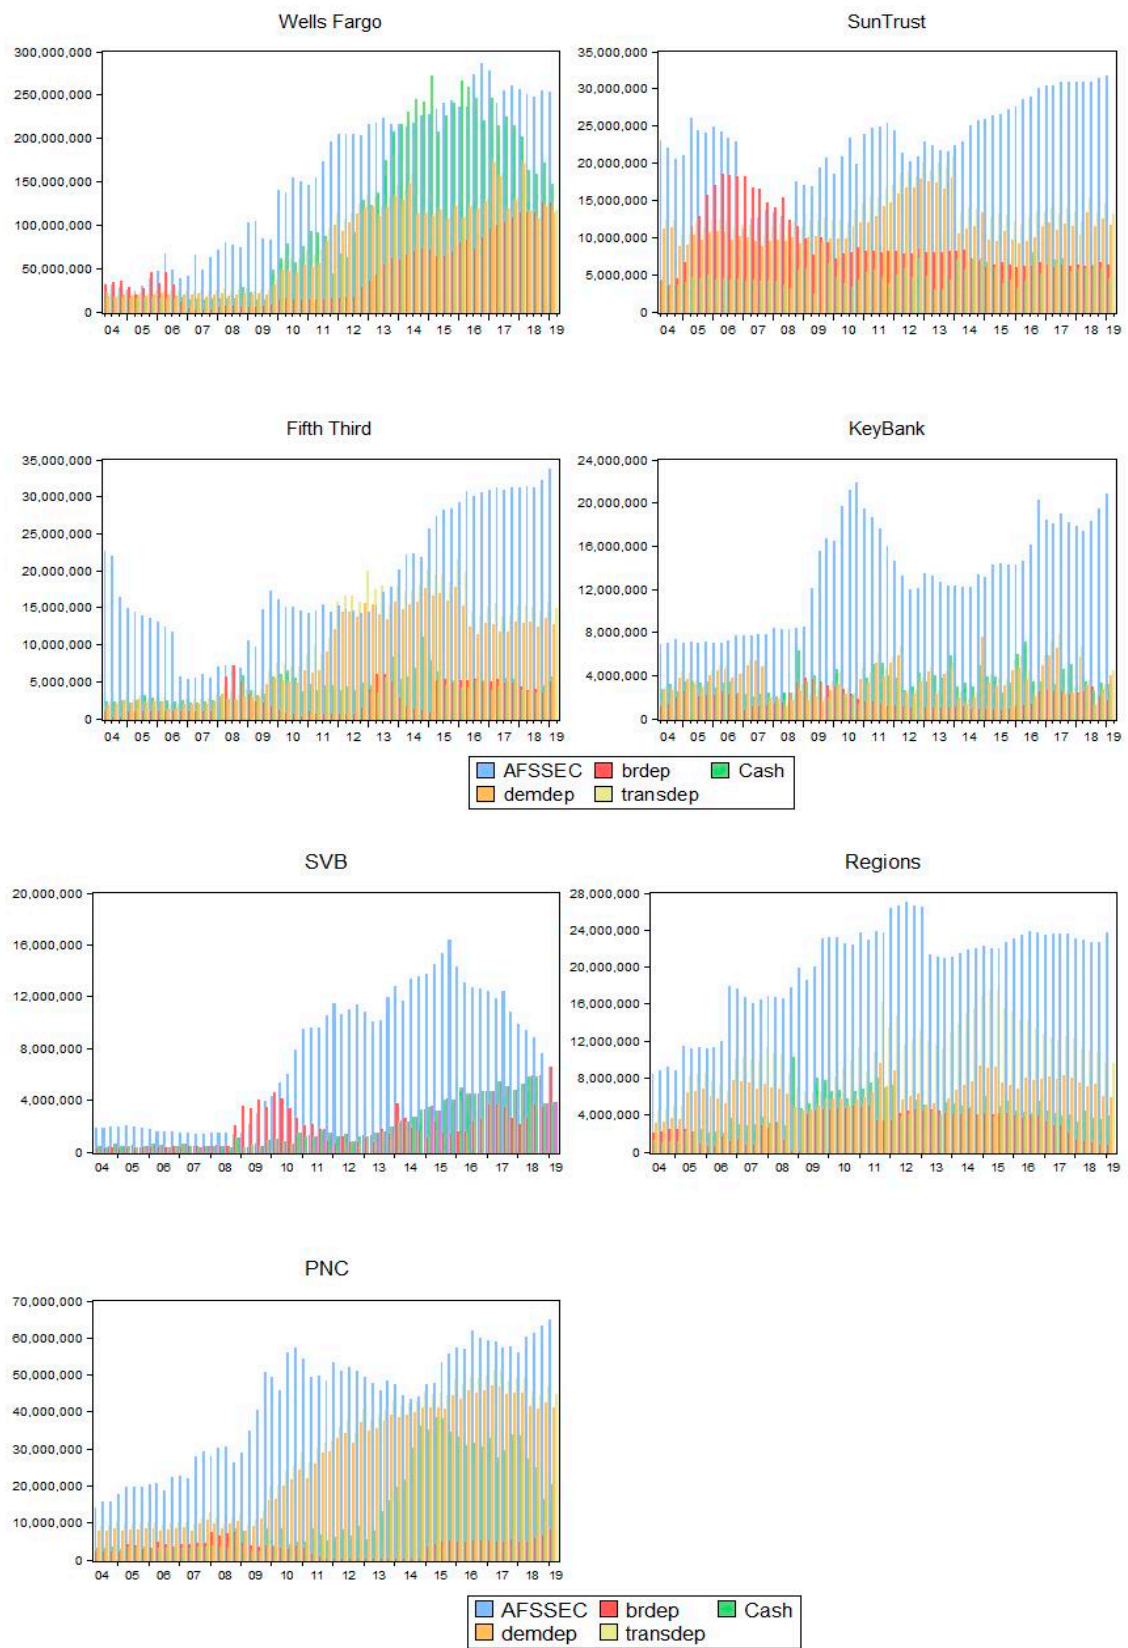 Wells Fargo
300,000,000
250,000,000
200,000,000
150,000,000
100,000,000
50,000,000
0
04 05 06 07 08 09 10 11 12 13 14 15 16 17 18 19
SunTrust
35,000,000
30,000,000
25,000,000
20,000,000
15,000,000
10,000,000
5,000,000
0
04 05 06 07 08 09 10 11 12 13 14 15 16 17 18 19
Fifth Third
35,000,000
30,000,000
25,000,000
20,000,000
15,000,000
10,000,000
5,000,000
0
04 05 06 07 08 09 10 11 12 13 14 15 16 17 18 19
KeyBank
24,000,000
20,000,000
16,000,000
12,000,000
8,000,000
4,000,000
0
04 05 06 07 08 09 10 11 12 13 14 15 16 17 18 19
AFSSEC brdep Cash
demdep transdep
SVB
20,000,000
16,000,000
12,000,000
8,000,000
4,000,000
0
04 05 06 07 08 09 10 11 12 13 14 15 16 17 18 19
Regions
28,000,000
24,000,000
20,000,000
16,000,000
12,000,000
8,000,000
4,000,000
0
04 05 06 07 08 09 10 11 12 13 14 15 16 17 18 19
PNC
70,000,000
60,000,000
50,000,000
40,000,000
30,000,000
20,000,000
10,000,000
0
04 05 06 07 08 09 10 11 12 13 14 15 16 17 18 19
AFSSEC brdep Cash
demdep transdep